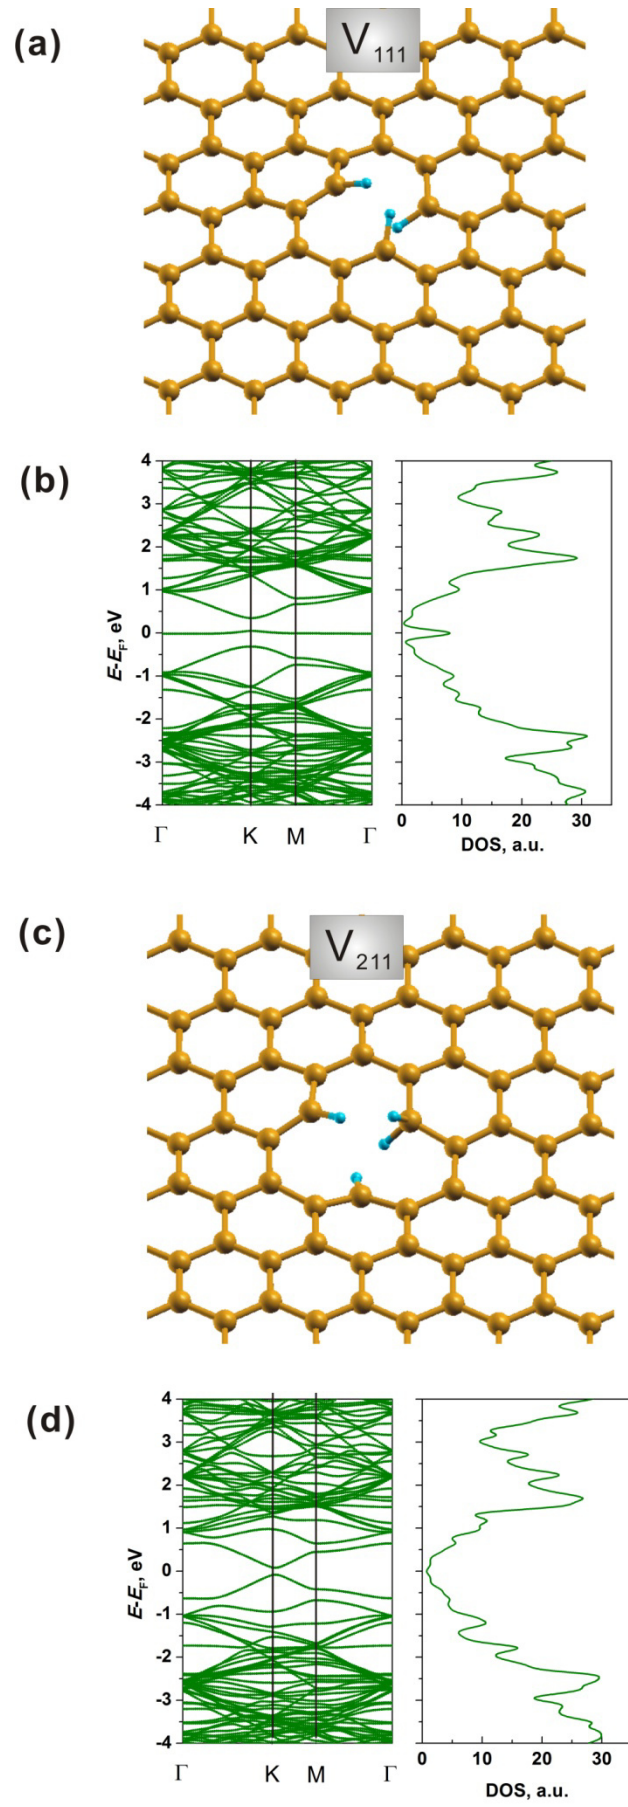 (a)
V111
(b)
4
3
2
1
0
-1
-2
-3
-4
E-EF, eV
Γ K M Γ
0 10 20 30
DOS, a.u.
(c)
V211
(d)
4
3
2
1
0
-1
-2
-3
-4
E-EF, eV
Γ K M Γ
0 10 20 30
DOS, a.u.